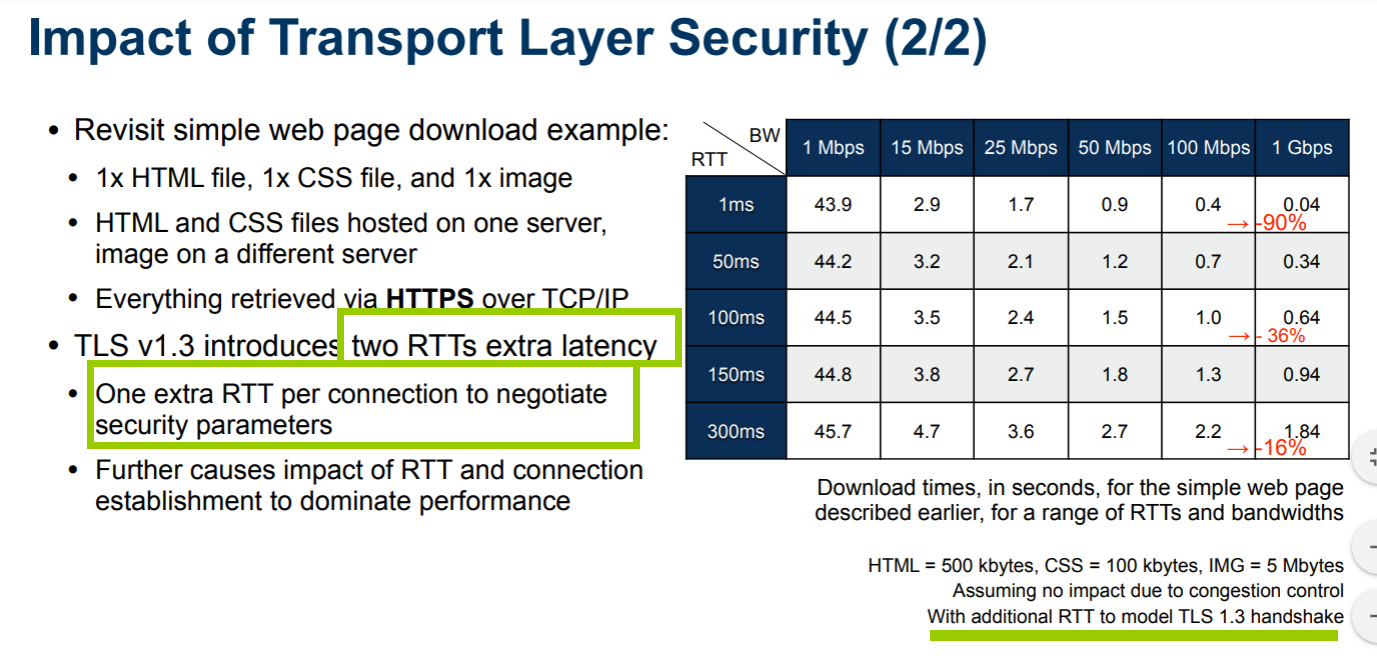 Impact of Transport Layer Security (2/2)
• Revisit simple web page download example:
• 1x HTML file, 1x CSS file, and 1x image
• HTML and CSS files hosted on one server,
image on a different server
• Everything retrieved via HTTPS over TCP/IP
• TLS v1.3 introduces two RTTs extra latency
• One extra RTT per connection to negotiate
security parameters
• Further causes impact of RTT and connection
establishment to dominate performance
BW
RTT
1 Mbps 15 Mbps 25 Mbps 50 Mbps 100 Mbps 1 Gbps
1ms 43.9 2.9 1.7 0.9 0.4 0.04
→ -90%
50ms 44.2 3.2 2.1 1.2 0.7 0.34
100ms 44.5 3.5 2.4 1.5 1.0 0.64
→ - 36%
150ms 44.8 3.8 2.7 1.8 1.3 0.94
300ms 45.7 4.7 3.6 2.7 2.2 1.84
→ -16%
Download times, in seconds, for the simple web page
described earlier, for a range of RTTs and bandwidths
HTML = 500 kbytes, CSS = 100 kbytes, IMG = 5 Mbytes
Assuming no impact due to congestion control
With additional RTT to model TLS 1.3 handshake